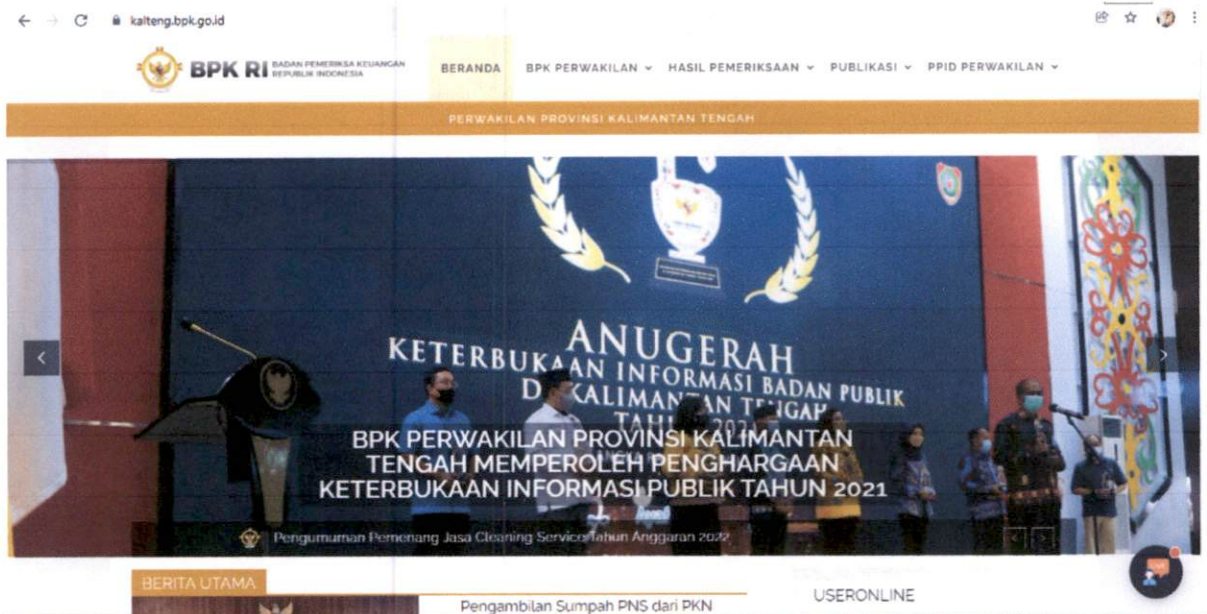 kalteng.bpk.go.id
BPK RI BADAN PEMERIKSA KEUANGAN
REPUBLIK INDONESIA
BERANDA BPK PERWAKILAN HASIL PEMERIKSAAN PUBLIKASI PPID PERWAKILAN
PERWAKILAN PROVINSI KALIMANTAN TENGAH
ANUGERAH
KETERBUKAAN INFORMASI BADAN PUBLIK
KALIMANTAN TENGAH
BPK PERWAKILAN PROVINSI KALIMANTAN
TENGAH MEMPEROLEH PENGHARGAAN
KETERBUKAAN INFORMASI PUBLIK TAHUN 2021
Pengumuman Pemenang Jasa Cleaning Service Tahun Anggaran 2022
BERITA UTAMA
Pengambilan Sumpah PNS dari PKN
USERONLINE